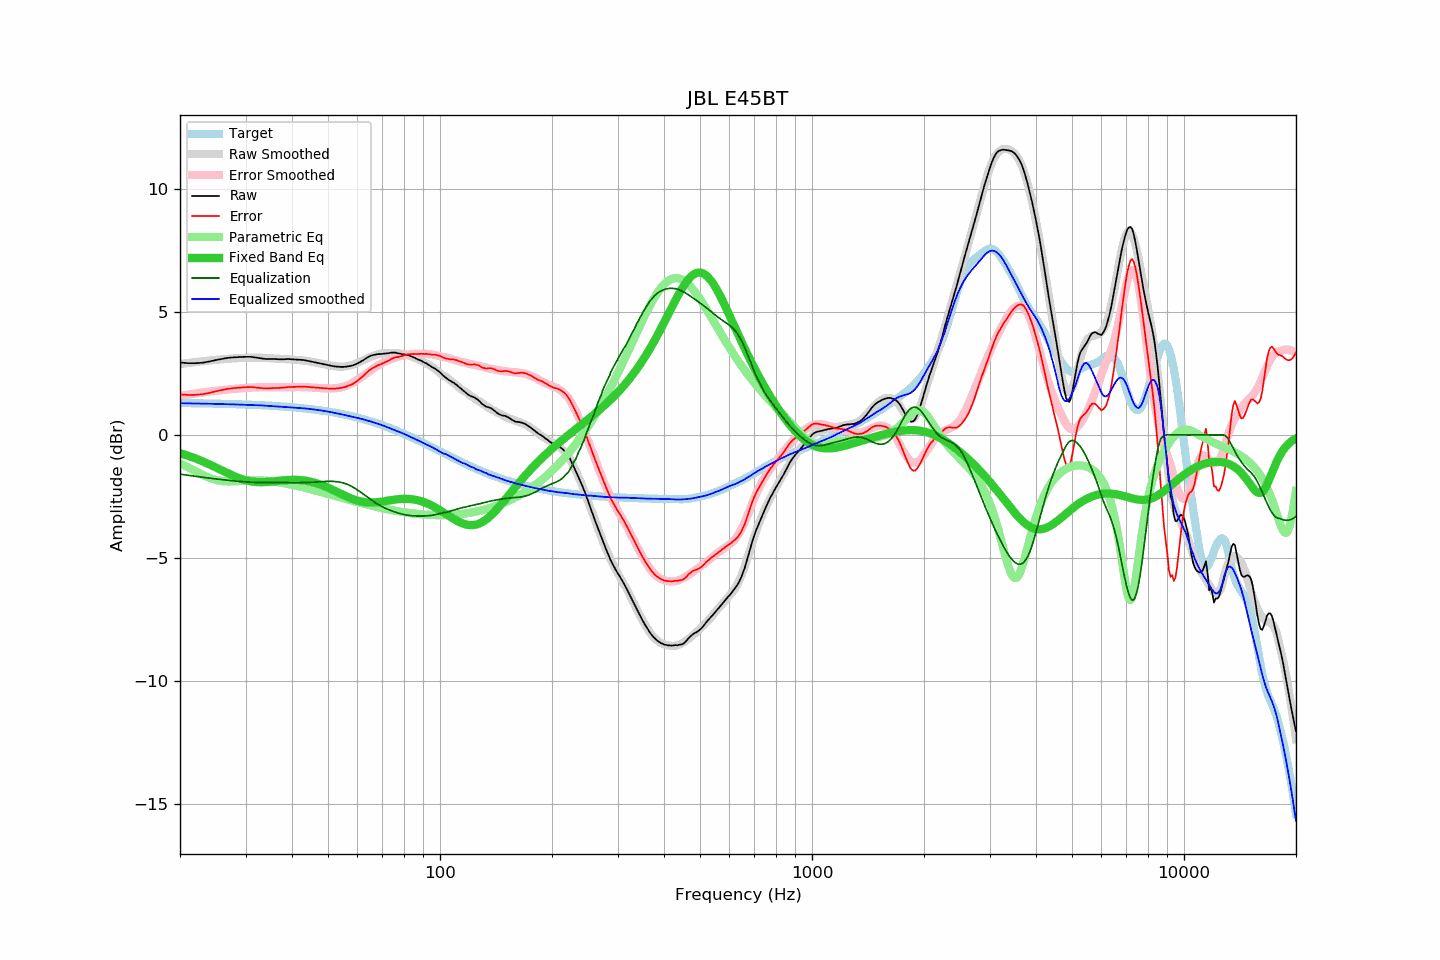 JBL E45BT
Target
Raw Smoothed
Error Smoothed
Raw
Error
Parametric Eq
Fixed Band Eq
Equalization
Equalized smoothed
Amplitude (dBr)
10
5
0
−5
−10
−15
100 1000 10000
Frequency (Hz)